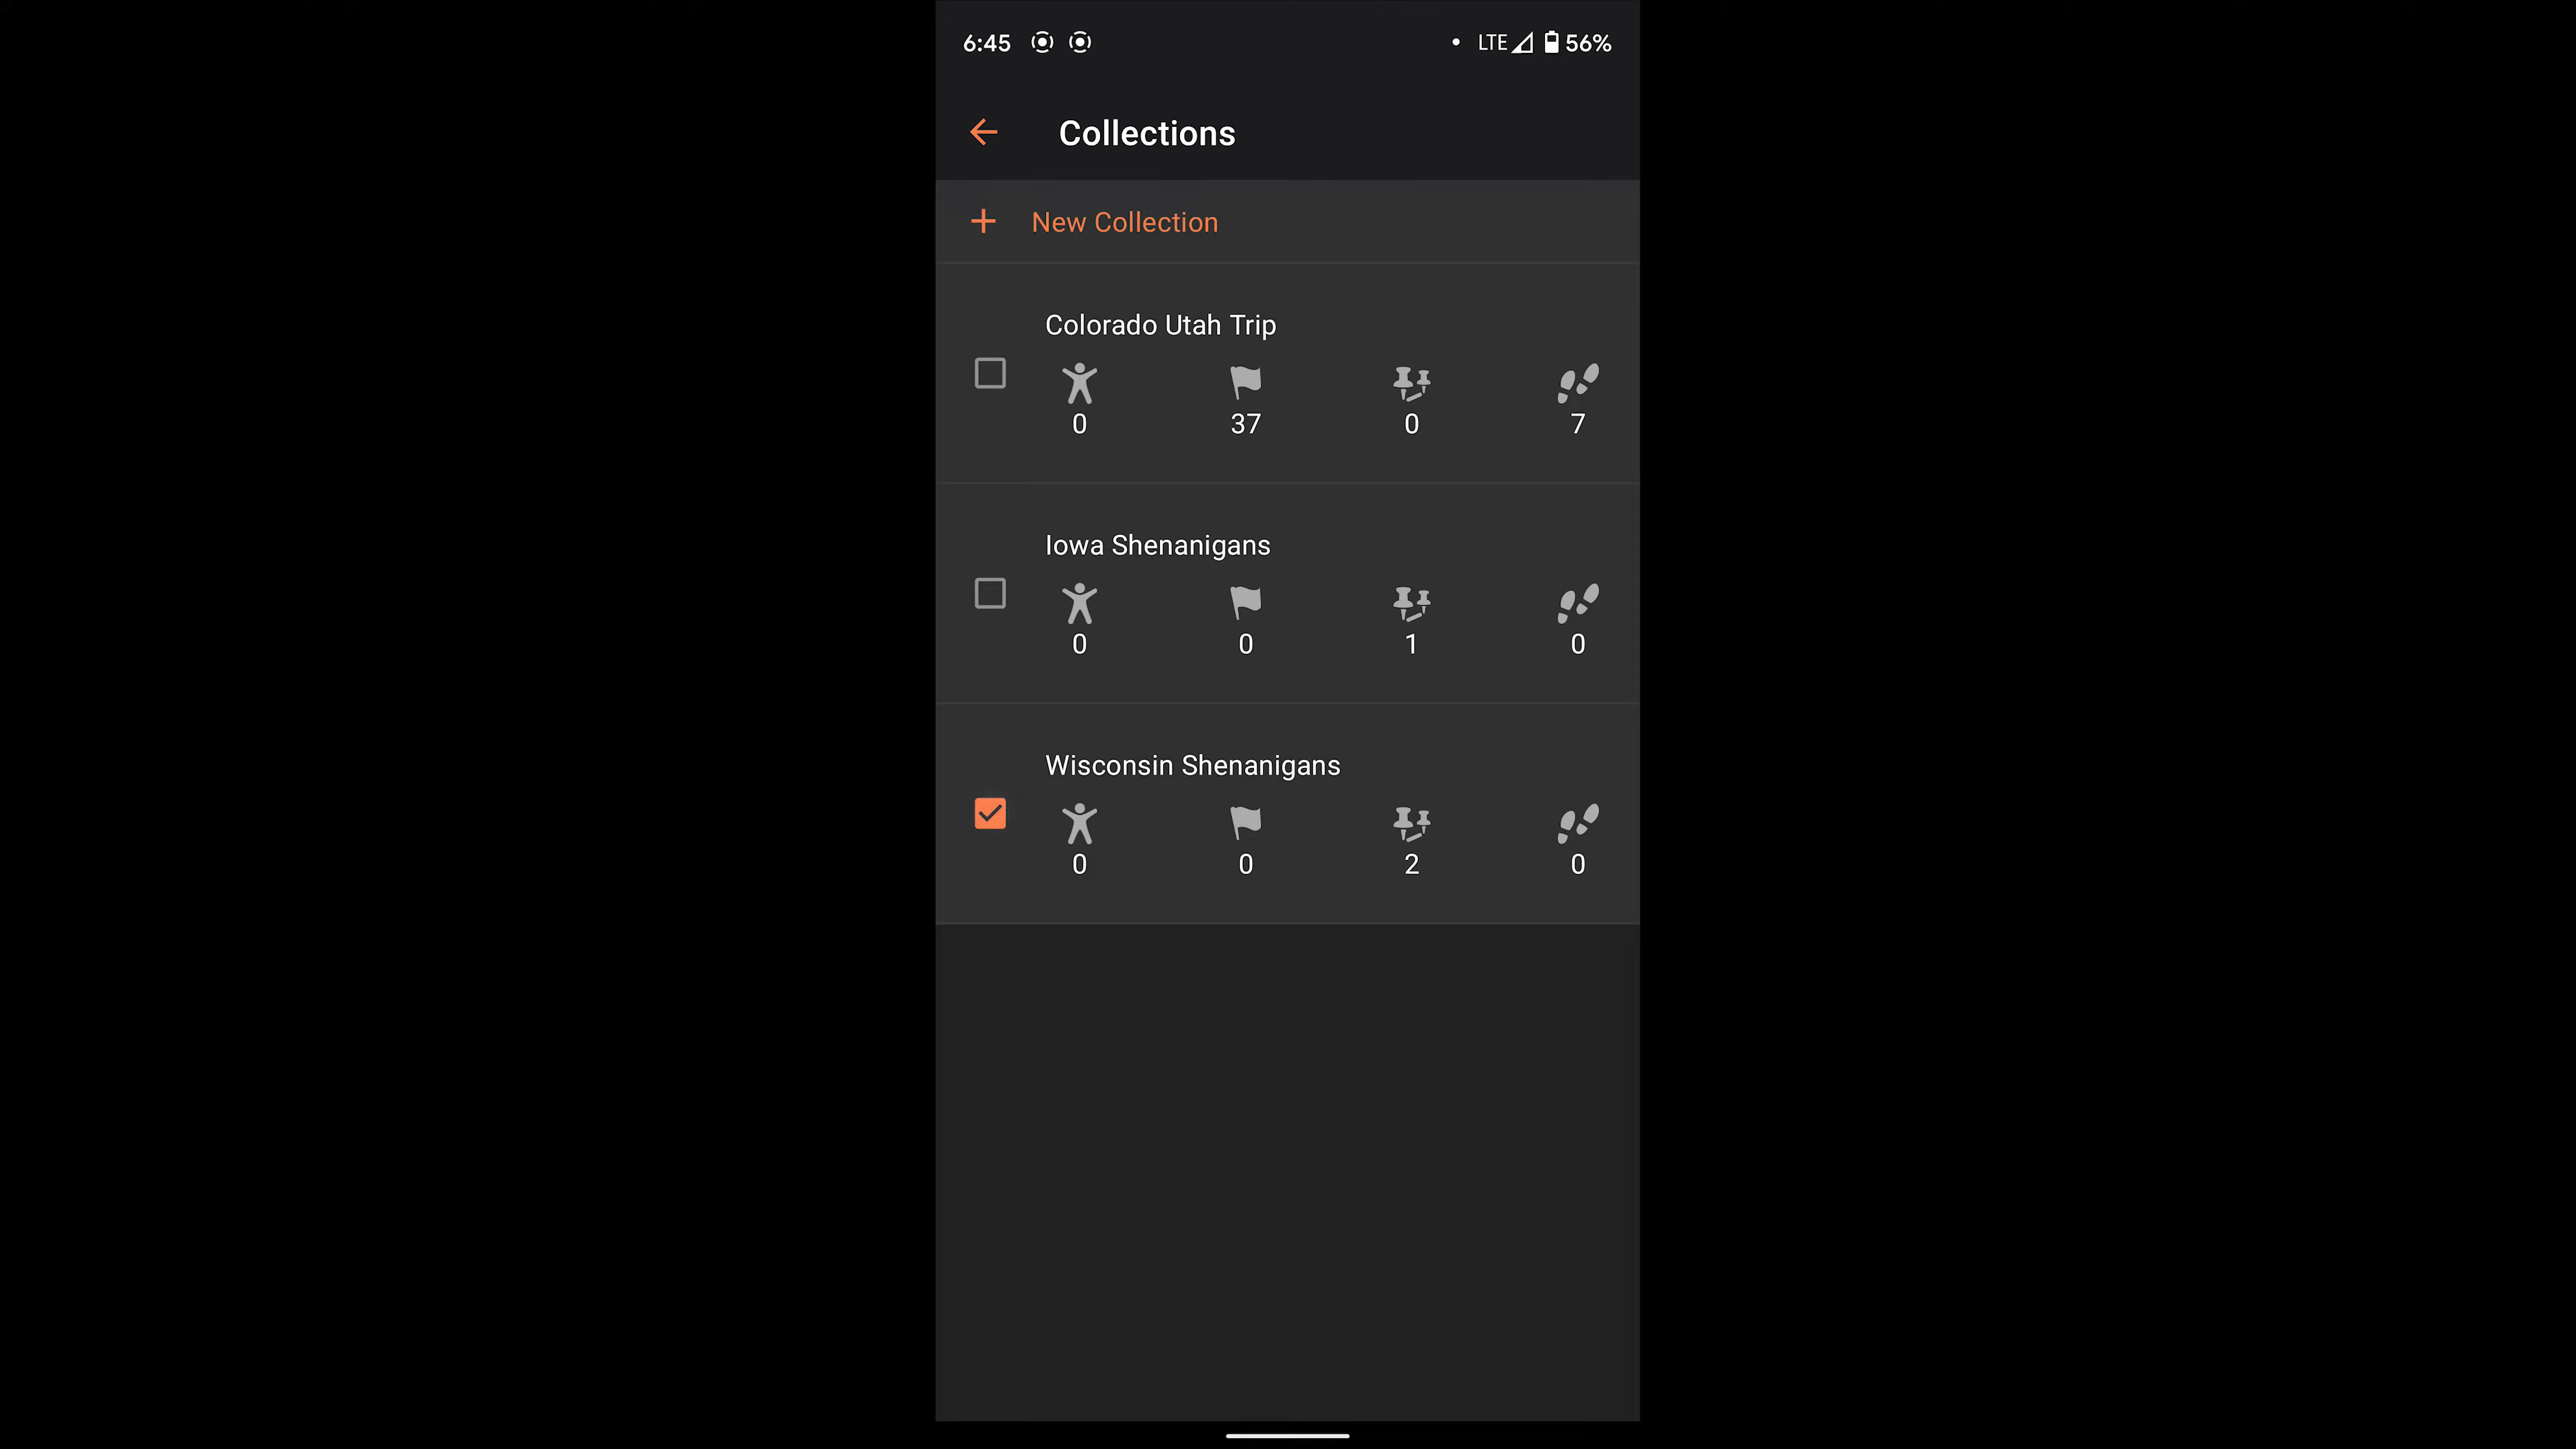 6:45 LTE 56%
Collections
New Collection
Colorado Utah Trip
0 37 0 7
Iowa Shenanigans
0 0 1 0
Wisconsin Shenanigans
0 0 2 0